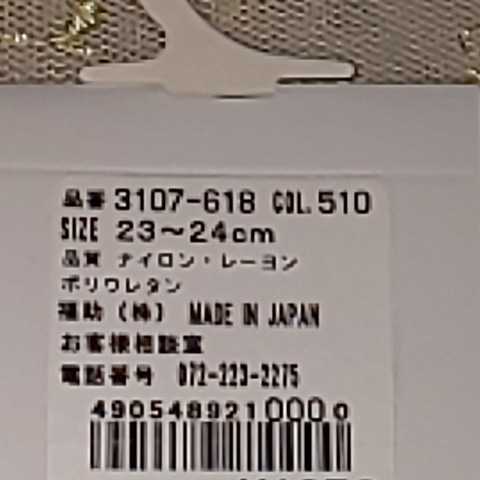 品番 3107-618 COL.510
SIZE 23〜24cm
品質 ナイロン・レーヨン
ポリウレタン
補助(株) MADE IN JAPAN
お客様相談室
電話番号 072-223-2275
4905489210000